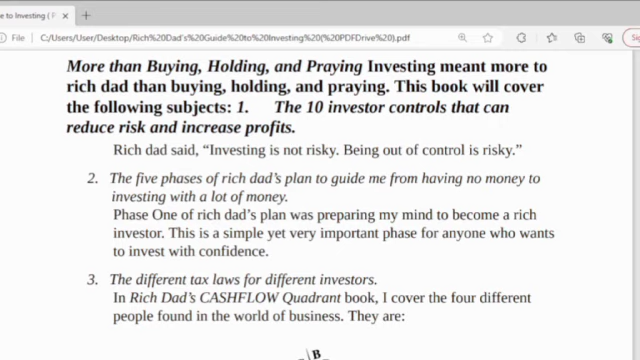 e to Investing ( P
File
C:/Users/User/Desktop/Rich%20Dad's%20Guide%20to%20Investing%20(%20PDFDrive%20).pdf
More than Buying, Holding, and Praying Investing meant more to
rich dad than buying, holding, and praying. This book will cover
the following subjects: 1. The 10 investor controls that can
reduce risk and increase profits.
Rich dad said, “Investing is not risky. Being out of control is risky.”
2. The five phases of rich dad’s plan to guide me from having no money to
investing with a lot of money.
Phase One of rich dad’s plan was preparing my mind to become a rich
investor. This is a simple yet very important phase for anyone who wants
to invest with confidence.
3. The different tax laws for different investors.
In Rich Dad’s CASHFLOW Quadrant book, I cover the four different
people found in the world of business. They are:
B